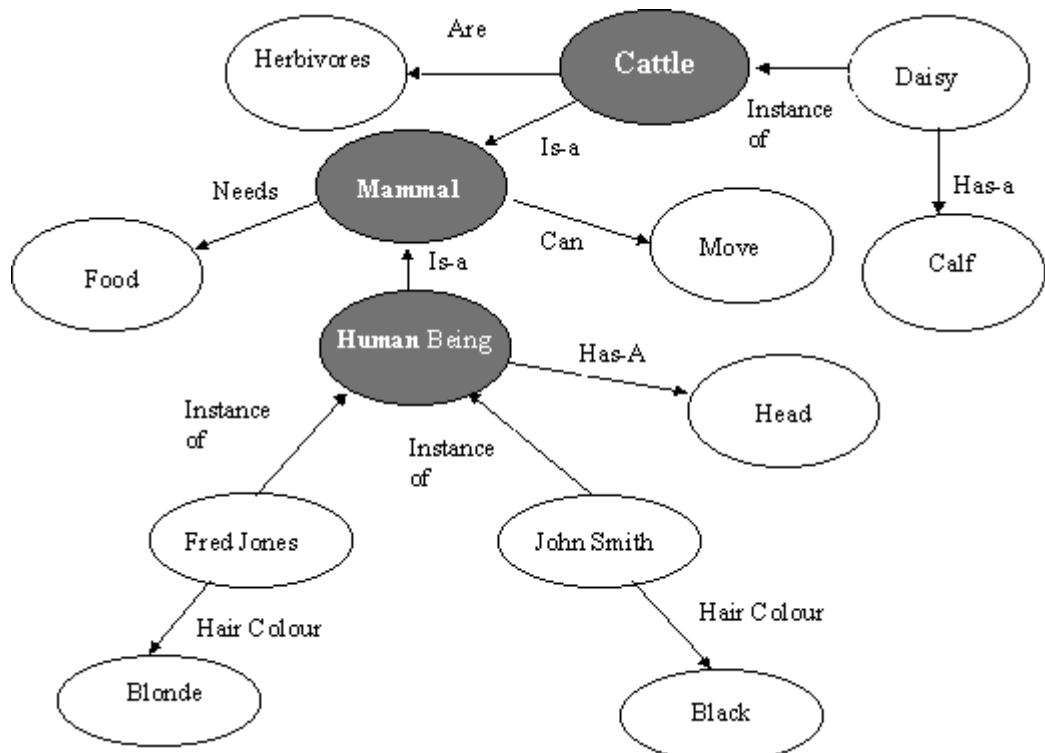 Are
Herbivores
Cattle
Daisy
Instance
of
Is-a
Has-a
Needs
Mammal
Can
Move
Calf
Food
Is-a
Human Being
Has-A
Head
Instance
of
Instance
of
Fred Jones
John Smith
Hair Colour
Hair Colour
Blonde
Black